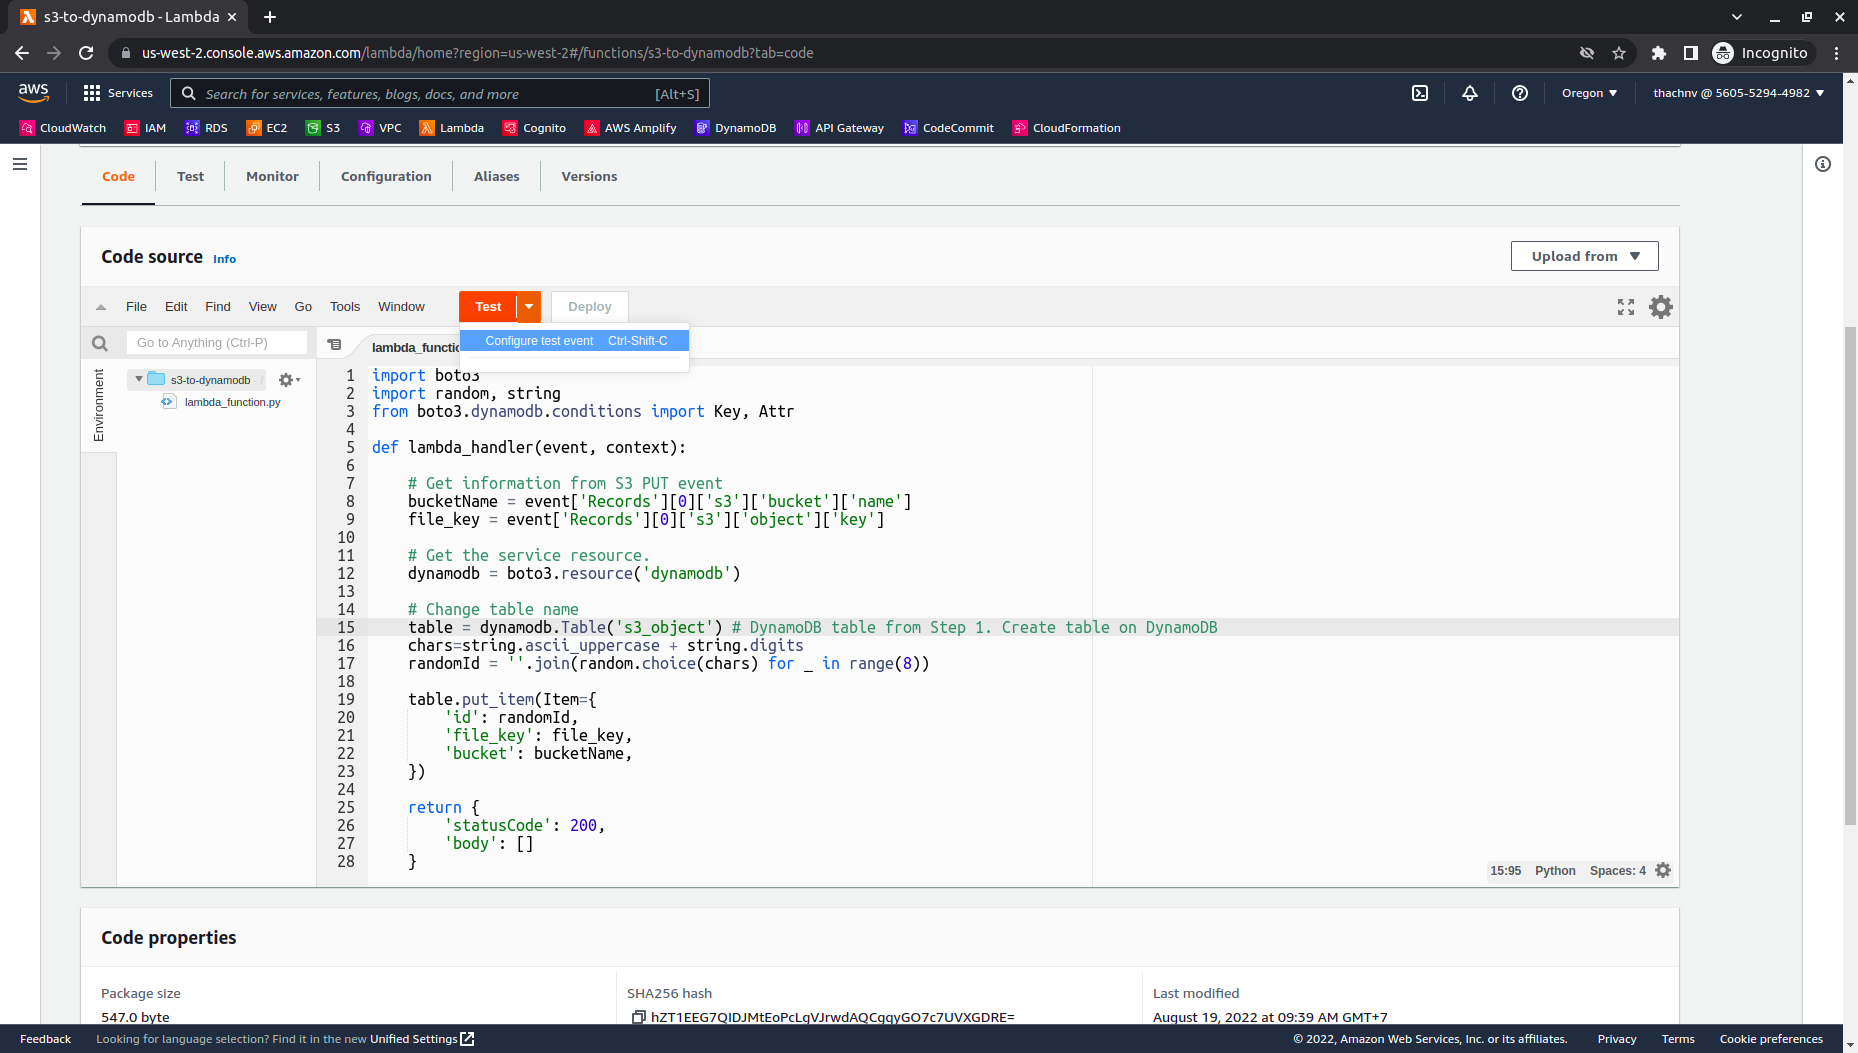 s3-to-dynamodb - Lambda
us-west-2.console.aws.amazon.com/lambda/home?region=us-west-2#/functions/s3-to-dynamodb?tab=code
Incognito
aws
Services
Search for services, features, blogs, docs, and more
[Alt+S]
Oregon
thachnv @ 5605-5294-4982
CloudWatch
IAM
RDS
EC2
S3
VPC
Lambda
Cognito
AWS Amplify
DynamoDB
API Gateway
CodeCommit
CloudFormation
Code
Test
Monitor
Configuration
Aliases
Versions
Code source Info
Upload from
File Edit Find View Go Tools Window
Test
Deploy
Go to Anything (Ctrl-P)
Configure test event Ctrl-Shift-C
Environment
s3-to-dynamodb - /
lambda_function.py
1 import boto3
2 import random, string
3 from boto3.dynamodb.conditions import Key, Attr
4
5 def lambda_handler(event, context):
6
7 # Get information from S3 PUT event
8 bucketName = event['Records'][0]['s3']['bucket']['name']
9 file_key = event['Records'][0]['s3']['object']['key']
10
11 # Get the service resource.
12 dynamodb = boto3.resource('dynamodb')
13
14 # Change table name
15 table = dynamodb.Table('s3_object') # DynamoDB table from Step 1. Create table on DynamoDB
16 chars=string.ascii_uppercase + string.digits
17 randomId = ''.join(random.choice(chars) for _ in range(8))
18
19 table.put_item(Item={
20 'id': randomId,
21 'file_key': file_key,
22 'bucket': bucketName,
23 })
24
25 return {
26 'statusCode': 200,
27 'body': []
28 }
15:95 Python Spaces: 4
Code properties
Package size
547.0 byte
SHA256 hash
hZT1EEG7QIDJMtEoPcLgVJrwdAQCgqyGO7c7UVXGDRE=
Last modified
August 19, 2022 at 09:39 AM GMT+7
Feedback
Looking for language selection? Find it in the new Unified Settings
© 2022, Amazon Web Services, Inc. or its affiliates.
Privacy
Terms
Cookie preferences